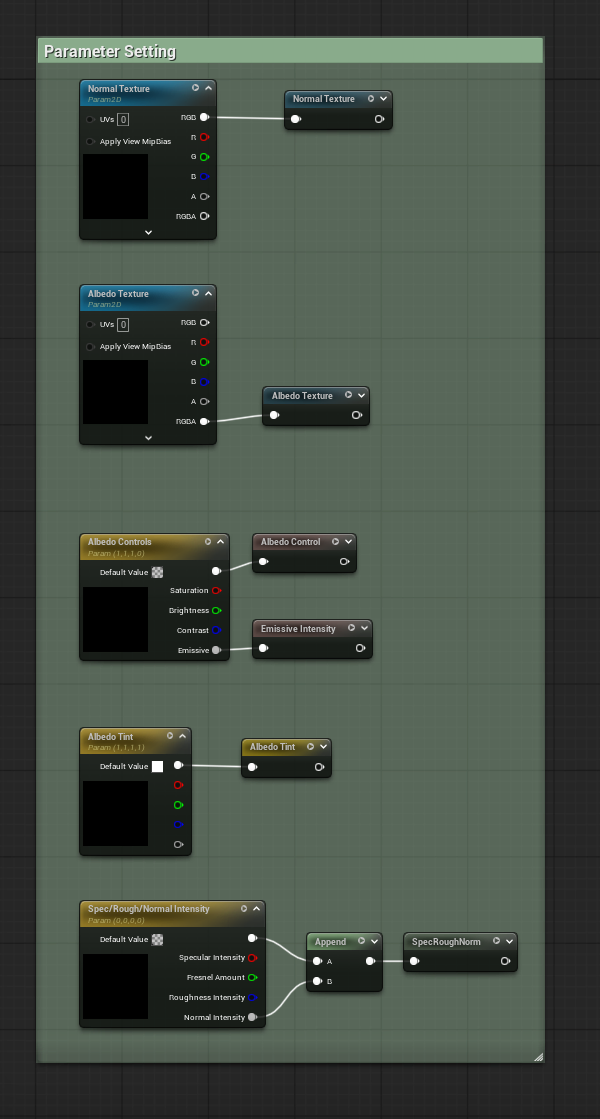 Parameter Setting
Normal Texture
Param2D
UVs 0
Apply View MipBias
RGB
R
G
B
A
RGBA
Normal Texture
Albedo Texture
Param2D
UVs 0
Apply View MipBias
RGB
R
G
B
A
RGBA
Albedo Texture
Albedo Controls
Param (1,1,1,0)
Default Value
Saturation
Brightness
Contrast
Emissive
Albedo Control
Emissive Intensity
Albedo Tint
Param (1,1,1,1)
Default Value
Albedo Tint
Spec/Rough/Normal Intensity
Param (0,0,0,0)
Default Value
Specular Intensity
Fresnel Amount
Roughness Intensity
Normal Intensity
Append
A
B
SpecRoughNorm